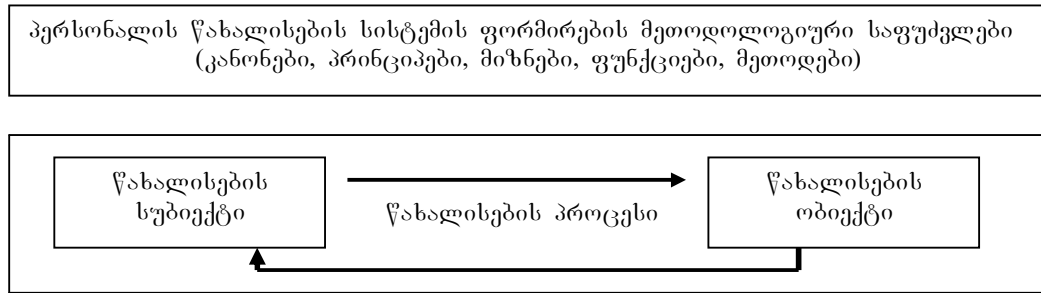 პერსონალის წახალისების სისტემის ფორმირების მეთოდოლოგიური საფუძვლები
(კანონები, პრინციპები, მიზნები, ფუნქციები, მეთოდები)
წახალისების
სუბიექტი
წახალისების პროცესი
წახალისების
ობიექტი